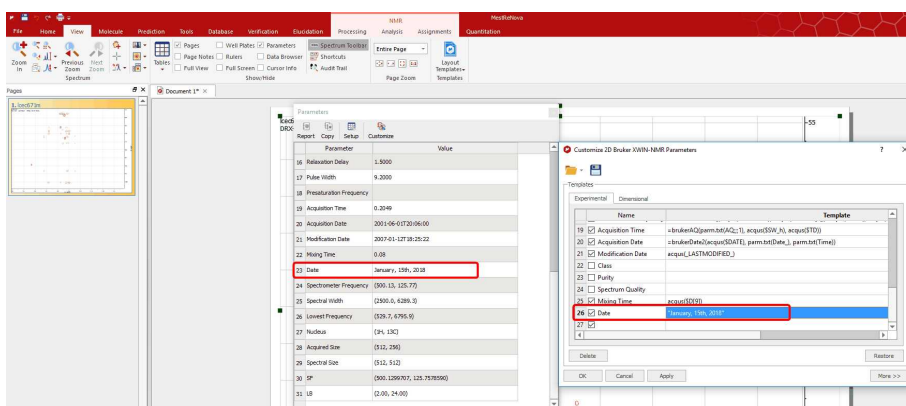 NMR
MestReNova
File Home View Molecule Prediction Tools Database Verification Elucidation Processing Analysis Assignments Quantitation
Zoom In
Previous Zoom
Next Zoom
Spectrum
Tables
Pages Well Plates Parameters
Page Notes Rulers Data Browser
Full View Full Screen Cursor Info
Spectrum Toolbar
Shortcuts
Audit Trail
Show/Hide
Entire Page
Page Zoom
Layout Templates
Templates
Pages
Document 1*
Parameters
Report Copy Setup Customize
Parameter Value
16 Relaxation Delay 1.5000
17 Pulse Width 9.2000
18 Presaturation Frequency
19 Acquisition Time 0.2049
20 Acquisition Date 2001-06-01T20:06:00
21 Modification Date 2007-01-12T18:25:22
22 Mixing Time 0.08
23 Date January, 15th, 2018
24 Spectrometer Frequency (500.13, 125.77)
25 Spectral Width (2500.0, 6289.3)
26 Lowest Frequency (529.7, 6795.9)
27 Nucleus (1H, 13C)
28 Acquired Size (512, 256)
29 Spectral Size (512, 512)
30 SF (500.1299707, 125.7578590)
31 LB (2.00, 24.00)
-55
Customize 2D Bruker XWIN-NMR Parameters ? X
Templates
Experimental Dimensional
Name Template
19 Acquisition Time =brukerAQ(parm.txt(AQ;;1), acqus($SW_h), acqus($TD))
20 Acquisition Date =brukerDate2(acqus($DATE), parm.txt(Date_), parm.txt(Time))
21 Modification Date acqus(_LASTMODIFIED_)
22 Class
23 Purity
24 Spectrum Quality
25 Mixing Time acqus($D[9])
26 Date "January, 15th, 2018"
27
Delete Restore
OK Cancel Apply More >>